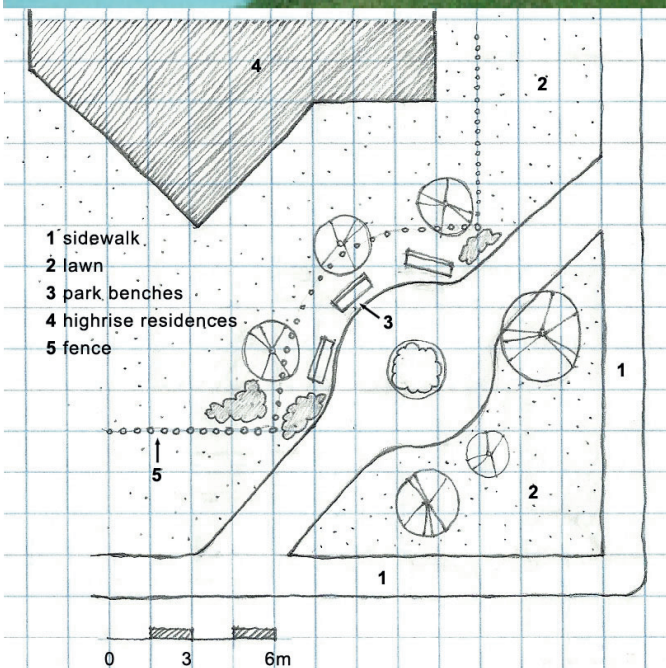 4
2
1 sidewalk
2 lawn
3 park benches
4 highrise residences
5 fence
3
1
5
2
1
0 3 6m